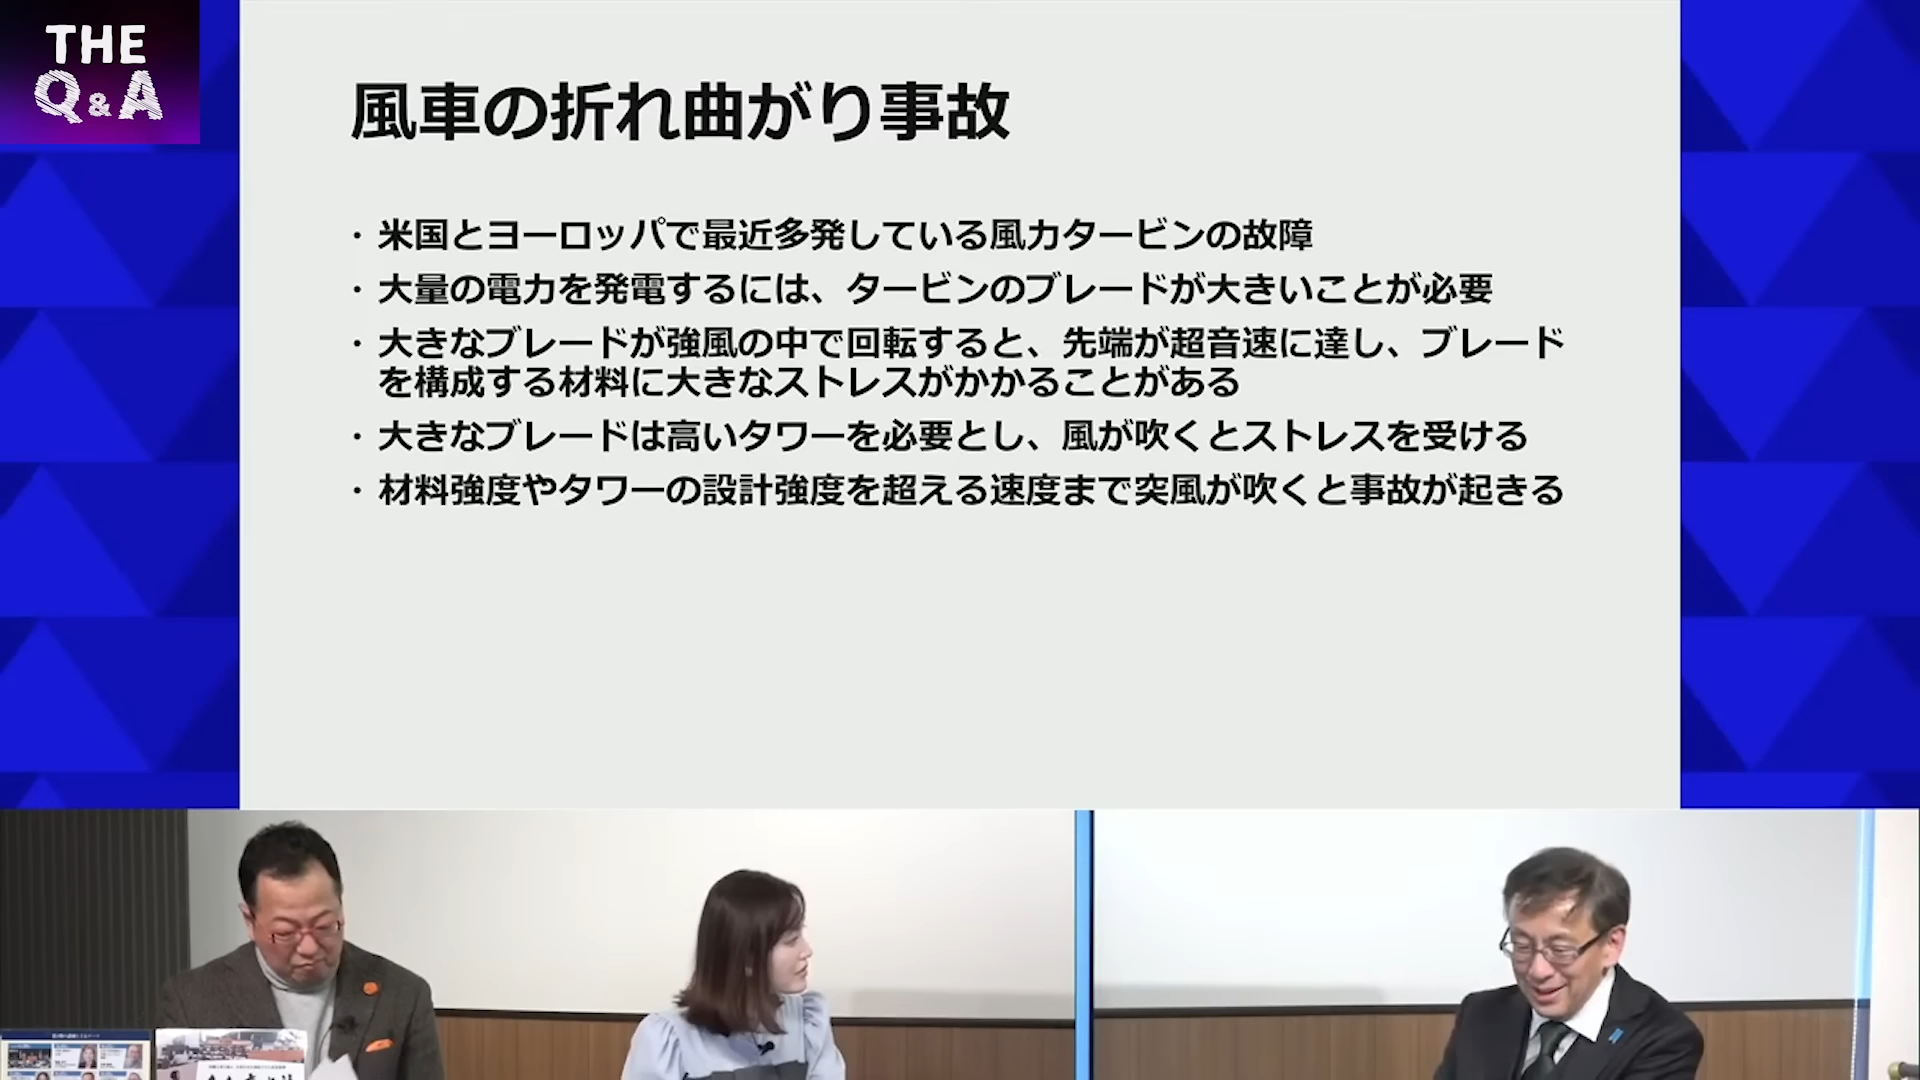 THE
Q&A
風車の折れ曲がり事故
・米国とヨーロッパで最近多発している風力タービンの故障
・大量の電力を発電するには、タービンのブレードが大きいことが必要
・大きなブレードが強風の中で回転すると、先端が超音速に達し、ブレード
を構成する材料に大きなストレスがかかることがある
・大きなブレードは高いタワーを必要とし、風が吹くとストレスを受ける
・材料強度やタワーの設計強度を超える速度まで突風が吹くと事故が起きる